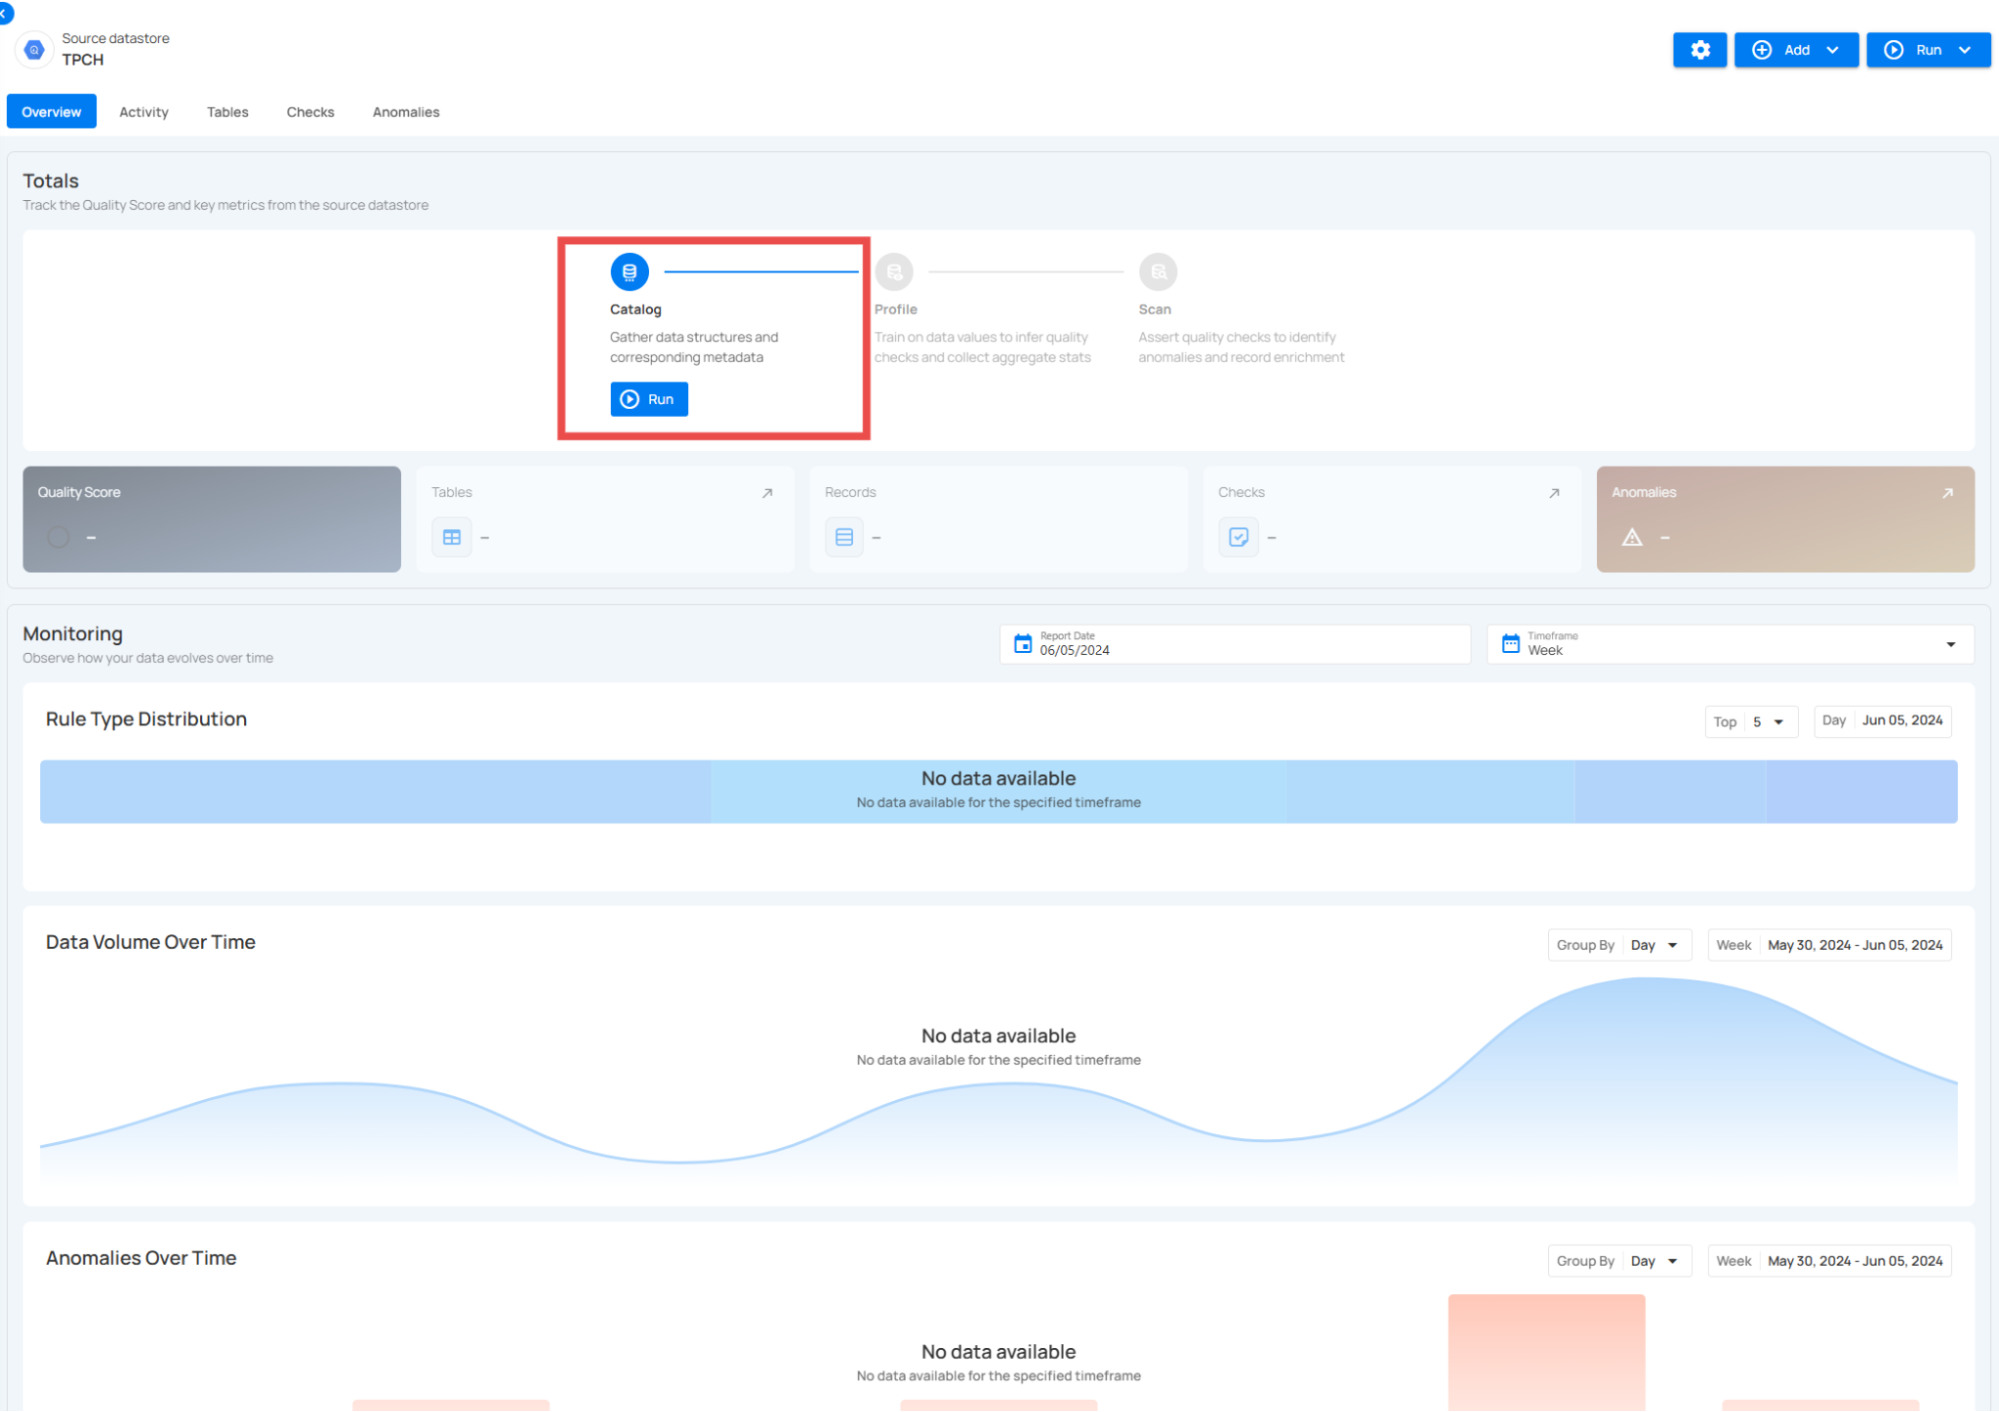 Source datastore
TPCH
Add
Run
Overview
Activity
Tables
Checks
Anomalies
Totals
Track the Quality Score and key metrics from the source datastore
Catalog
Gather data structures and
corresponding metadata
Run
Profile
Train on data values to infer quality
checks and collect aggregate stats
Scan
Assert quality checks to identify
anomalies and record enrichment
Quality Score
–
Tables
–
Records
–
Checks
–
Anomalies
–
Monitoring
Observe how your data evolves over time
Report Date
06/05/2024
Timeframe
Week
Rule Type Distribution
Top 5
Day Jun 05, 2024
No data available
No data available for the specified timeframe
Data Volume Over Time
Group By Day
Week May 30, 2024 - Jun 05, 2024
No data available
No data available for the specified timeframe
Anomalies Over Time
Group By Day
Week May 30, 2024 - Jun 05, 2024
No data available
No data available for the specified timeframe